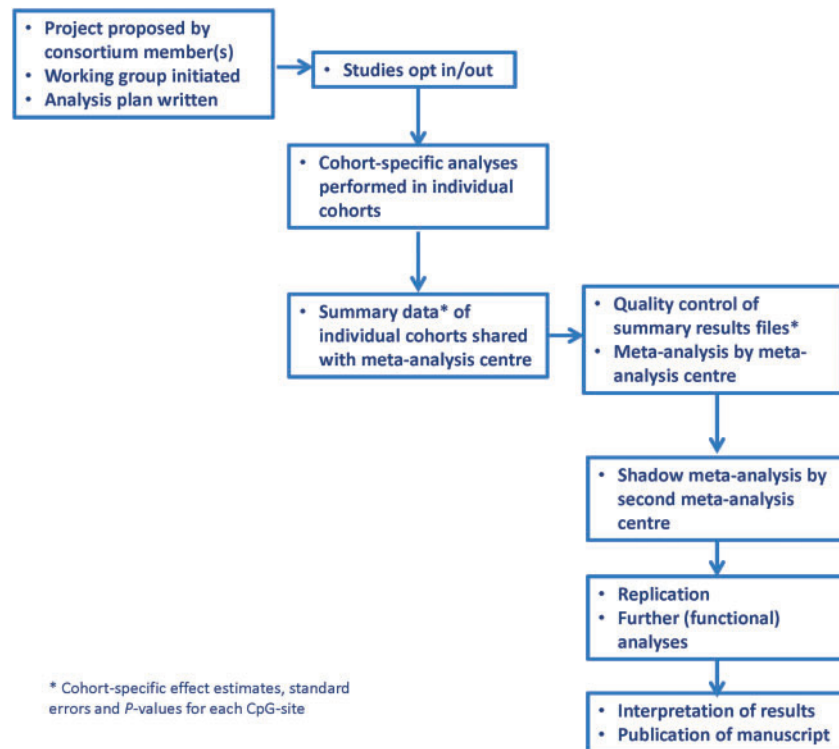 • Project proposed by
consortium member(s)
• Working group initiated
• Analysis plan written
• Studies opt in/out
• Cohort-specific analyses
performed in individual
cohorts
• Summary data* of
individual cohorts shared
with meta-analysis centre
• Quality control of
summary results files*
• Meta-analysis by meta-
analysis centre
• Shadow meta-analysis by
second meta-analysis
centre
• Replication
• Further (functional)
analyses
• Interpretation of results
• Publication of manuscript
* Cohort-specific effect estimates, standard
errors and P-values for each CpG-site